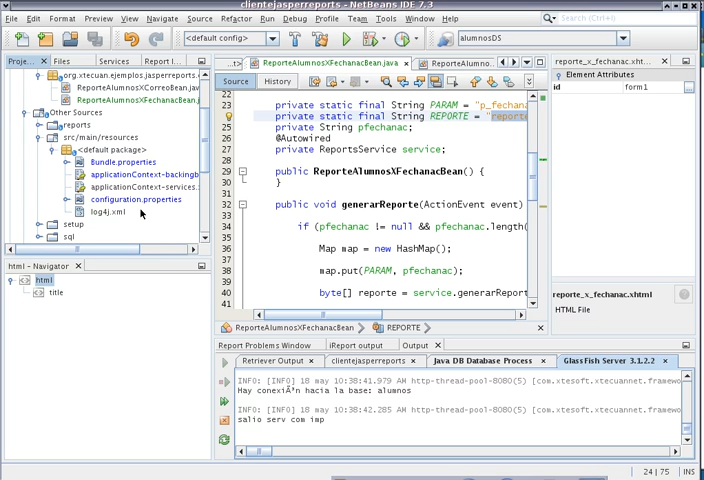 clientejasperreports - NetBeans IDE 7.3
File Edit Format Preview View Navigate Source Refactor Run Debug Profile Team Tools Window Help
Search (Ctrl+I)
<default config>
alumnosDS
Proje...
Files
Services
Report I...
org.xtecuan.ejemplos.jasperreports.
ReporteAlumnosXCorreoBean.j
ReporteAlumnosXFechanacBean.j
Other Sources
reports
src/main/resources
<default package>
Bundle.properties
applicationContext-backingb
applicationContext-services.
configuration.properties
log4j.xml
setup
sql
html - Navigator
html
title
...t>
ReporteAlumnosXFechanacBean.java
ReporteAlumno...
Source
History
22
23 private static final String PARAM = "p_fechana
24 private static final String REPORTE = "reporte
25 private String pfechanac;
26 @Autowired
27 private ReportsService service;
29 public ReporteAlumnosXFechanacBean() {
30 }
32 public void generarReporte(ActionEvent event)
34 if (pfechanac != null && pfechanac.length(
36 Map map = new HashMap();
38 map.put(PARAM, pfechanac);
40 byte[] reporte = service.generarReport
41
ReporteAlumnosXFechanacBean
REPORTE
reporte_x_fechanac.xht...
Element Attributes
id
form1
...
reporte_x_fechanac.xhtml
HTML File
Report Problems Window
iReport output
Output
Retriever Output
clientejasperreports
Java DB Database Process
GlassFish Server 3.1.2.2
INFO: [INFO] 18 may 10:38:41.979 AM http-thread-pool-8080(5) [com.xtesoft.xtecuannet.framewo
Hay conexiÃ³n hacia la base: alumnos
INFO: [INFO] 18 may 10:38:42.285 AM http-thread-pool-8080(5) [com.xtesoft.xtecuannet.framewo
salio serv com imp
24 | 75
INS